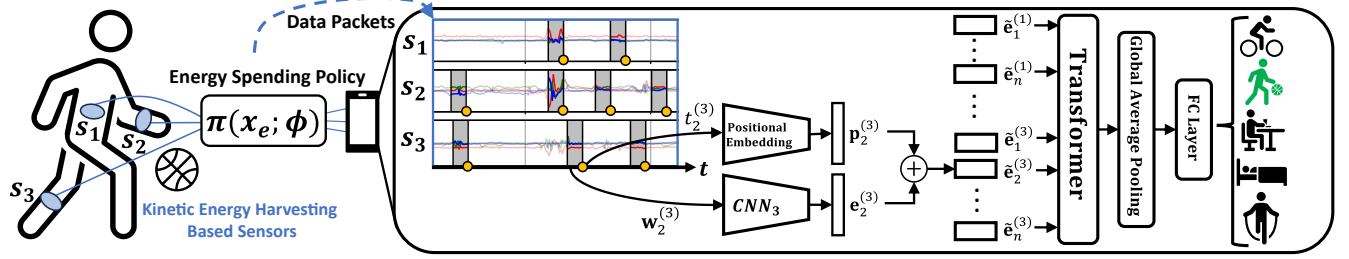 Data Packets
Energy Spending Policy
π(x_e; ϕ)
s_1
s_2
s_3
Kinetic Energy Harvesting
Based Sensors
s_1
s_2
s_3
t
t_2^{(3)}
w_2^{(3)}
Positional
Embedding
CNN_3
p_2^{(3)}
e_2^{(3)}
+
ẽ_1^{(1)}
ẽ_n^{(1)}
ẽ_1^{(3)}
ẽ_2^{(3)}
ẽ_n^{(3)}
Transformer
Global Average Pooling
FC Layer